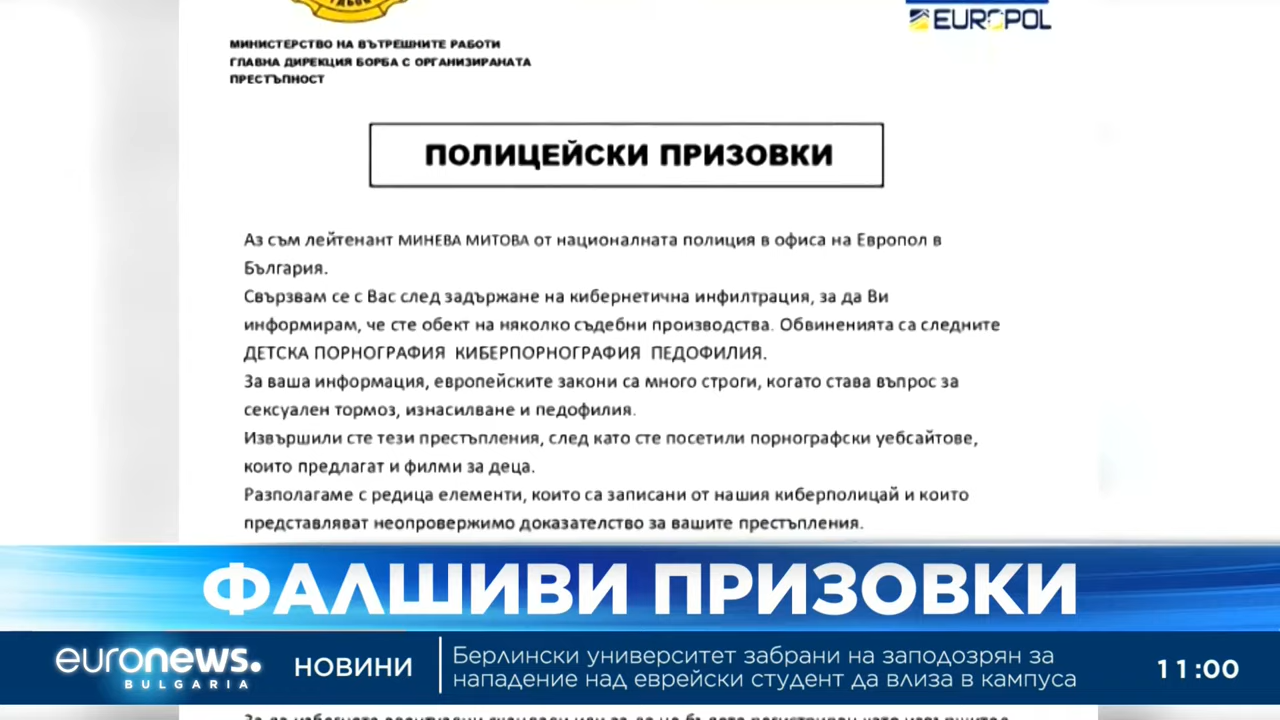 EUROPOL
МИНИСТЕРСТВО НА ВЪТРЕШНИТЕ РАБОТИ
ГЛАВНА ДИРЕКЦИЯ БОРБА С ОРГАНИЗИРАНАТА
ПРЕСТЪПНОСТ
ПОЛИЦЕЙСКИ ПРИЗОВКИ
Аз съм лейтенант МИНЕВА МИТОВА от националната полиция в офиса на Европол в
България.
Свързвам се с Вас след задържане на кибернетична инфилтрация, за да Ви
информирам, че сте обект на няколко съдебни производства. Обвиненията са следните
ДЕТСКА ПОРНОГРАФИЯ КИБЕРПОРНОГРАФИЯ ПЕДОФИЛИЯ.
За ваша информация, европейските закони са много строги, когато става въпрос за
сексуален тормоз, изнасилване и педофилия.
Извършили сте тези престъпления, след като сте посетили порнографски уебсайтове,
които предлагат и филми за деца.
Разполагаме с редица елементи, които са записани от нашия киберполицай и които
представляват неопровержимо доказателство за вашите престъпления.
ФАЛШИВИ ПРИЗОВКИ
euronews.
BULGARIA
НОВИНИ
Берлински университет забрани на заподозрян за
нападение над еврейски студент да влиза в кампуса
11:00